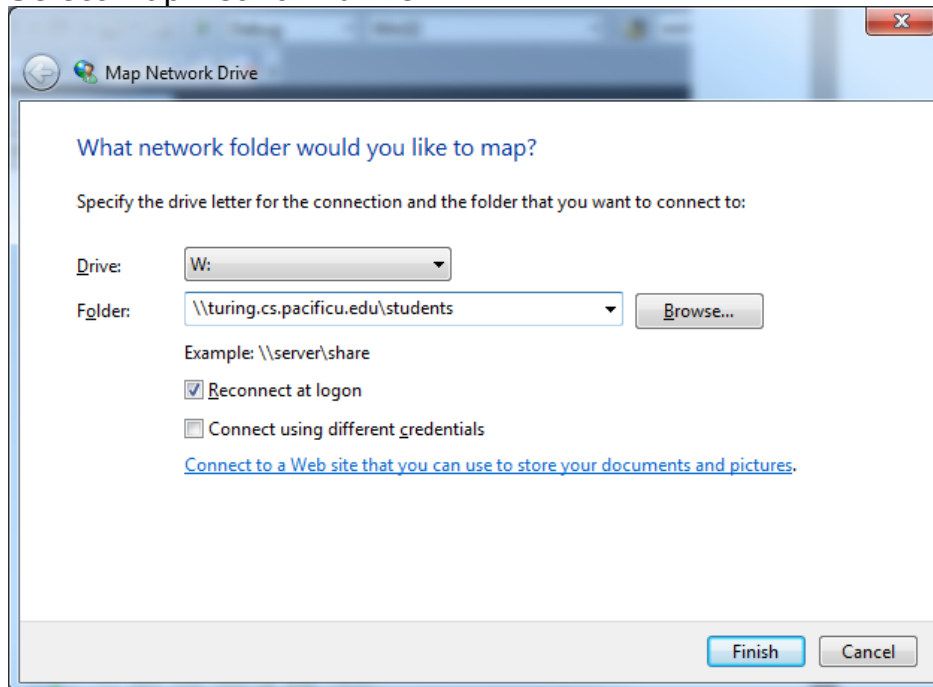 Map Network Drive
What network folder would you like to map?
Specify the drive letter for the connection and the folder that you want to connect to:
Drive: W:
Folder: \\turing.cs.pacificu.edu\students Browse...
Example: \\server\share
Reconnect at logon
Connect using different credentials
Connect to a Web site that you can use to store your documents and pictures.
Finish Cancel